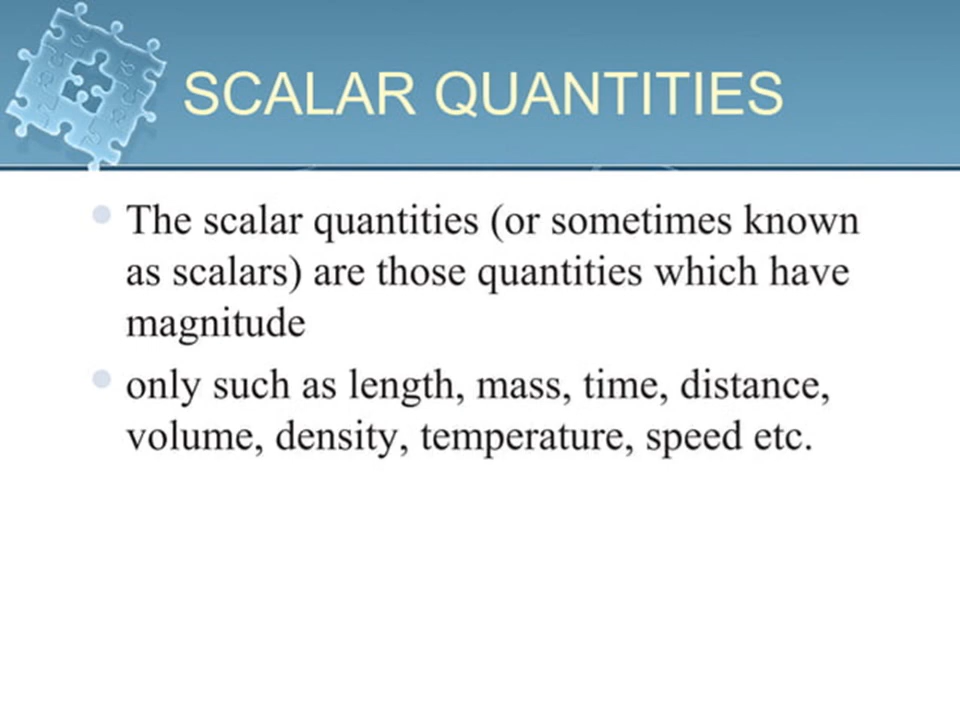 SCALAR QUANTITIES
The scalar quantities (or sometimes known
as scalars) are those quantities which have
magnitude
only such as length, mass, time, distance,
volume, density, temperature, speed etc.